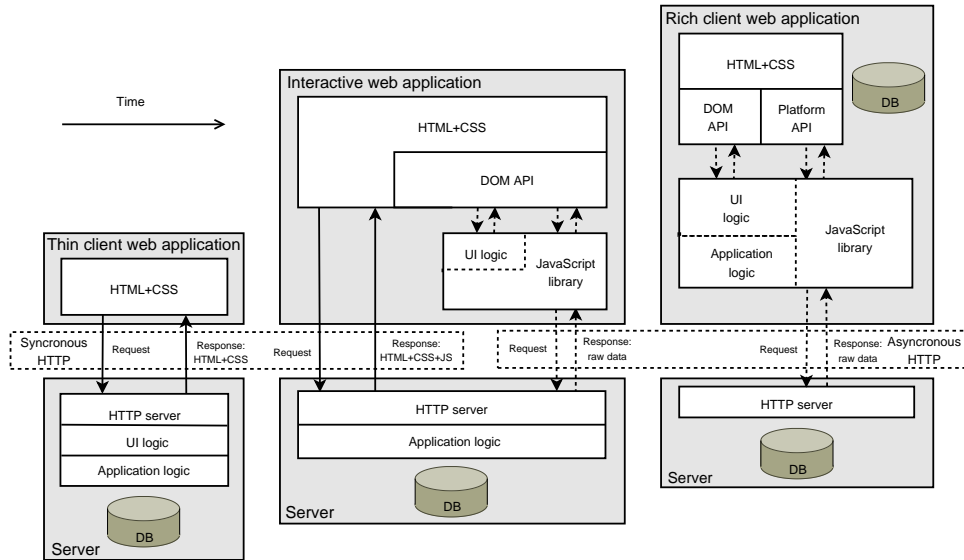 Time
Thin client web application
HTML+CSS
Interactive web application
HTML+CSS
DOM API
UI logic
JavaScript
library
Rich client web application
HTML+CSS
DOM
API
Platform
API
DB
UI
logic
Application
logic
JavaScript
library
Syncronous
HTTP
Request
Response:
HTML+CSS
Request
Response:
HTML+CSS+JS
Request
Response:
raw data
Request
Response:
raw data
Asyncronous
HTTP
HTTP server
UI logic
Application logic
DB
Server
HTTP server
Application logic
DB
Server
HTTP server
DB
Server